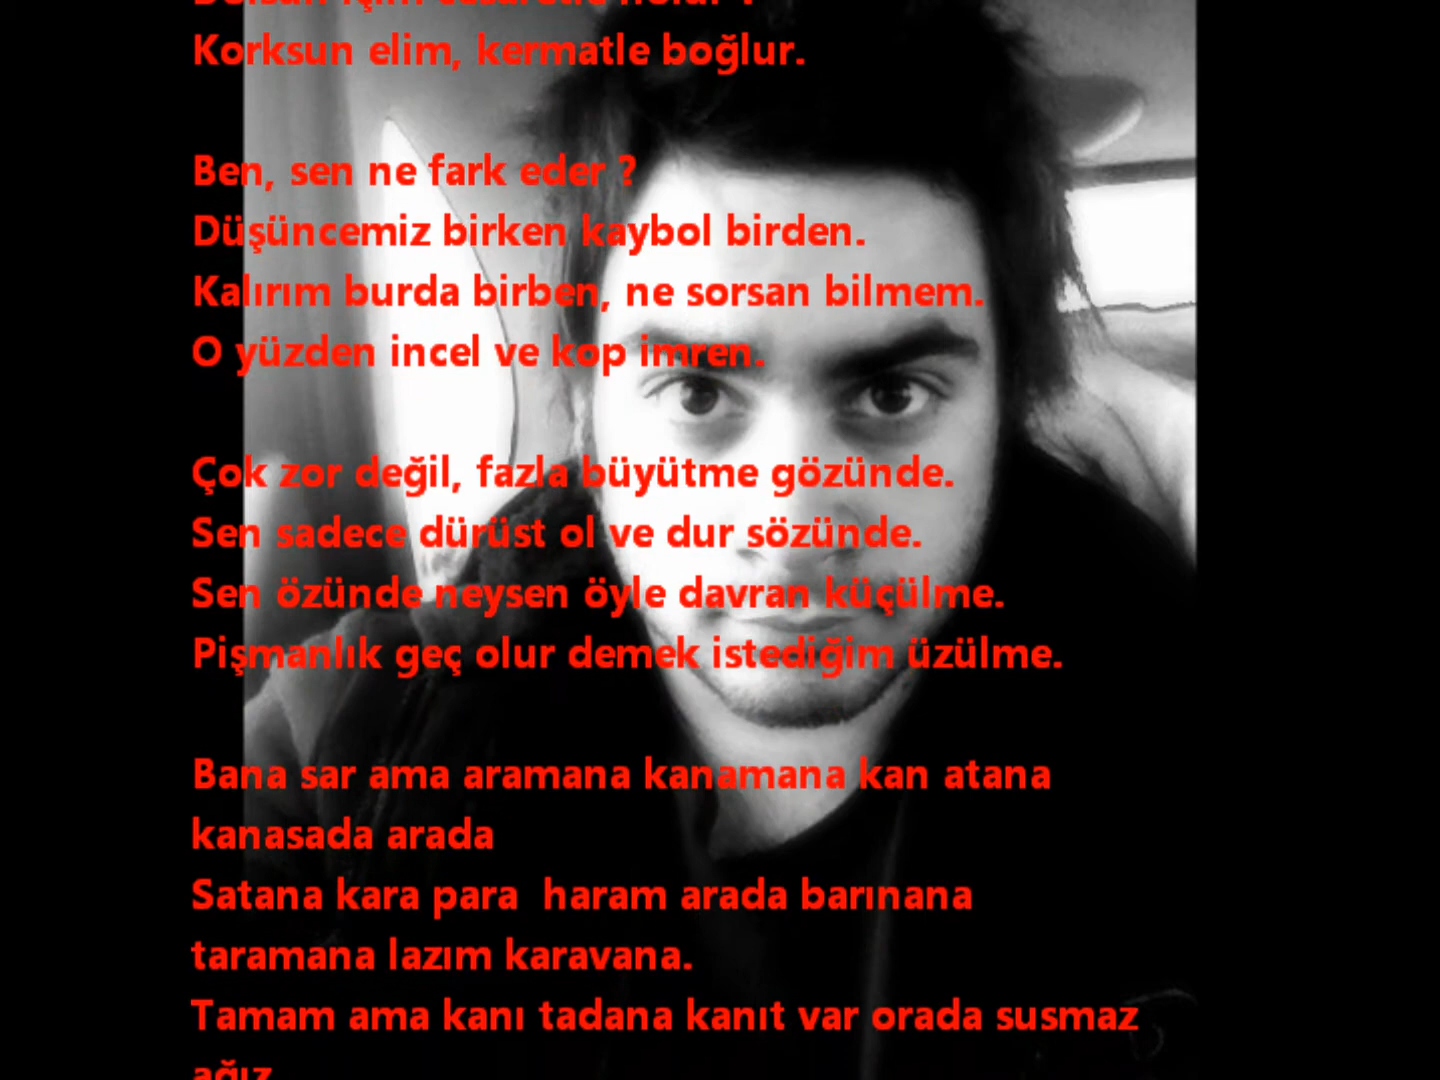 Korksun elim, kermatle boğlur.
Ben, sen ne fark eder ?
Düşüncemiz birken kaybol birden.
Kalırım burda birben, ne sorsan bilmem.
O yüzden incel ve kop imren.
Çok zor değil, fazla büyütme gözünde.
Sen sadece dürüst ol ve dur sözünde.
Sen özünde neysen öyle davran küçülme.
Pişmanlık geç olur demek istediğim üzülme.
Bana sar ama aramana kanamana kan atana
kanasada arada
Satana kara para  haram arada barınana
taramana lazım karavana.
Tamam ama kanı tadana kanıt var orada susmaz
ağız